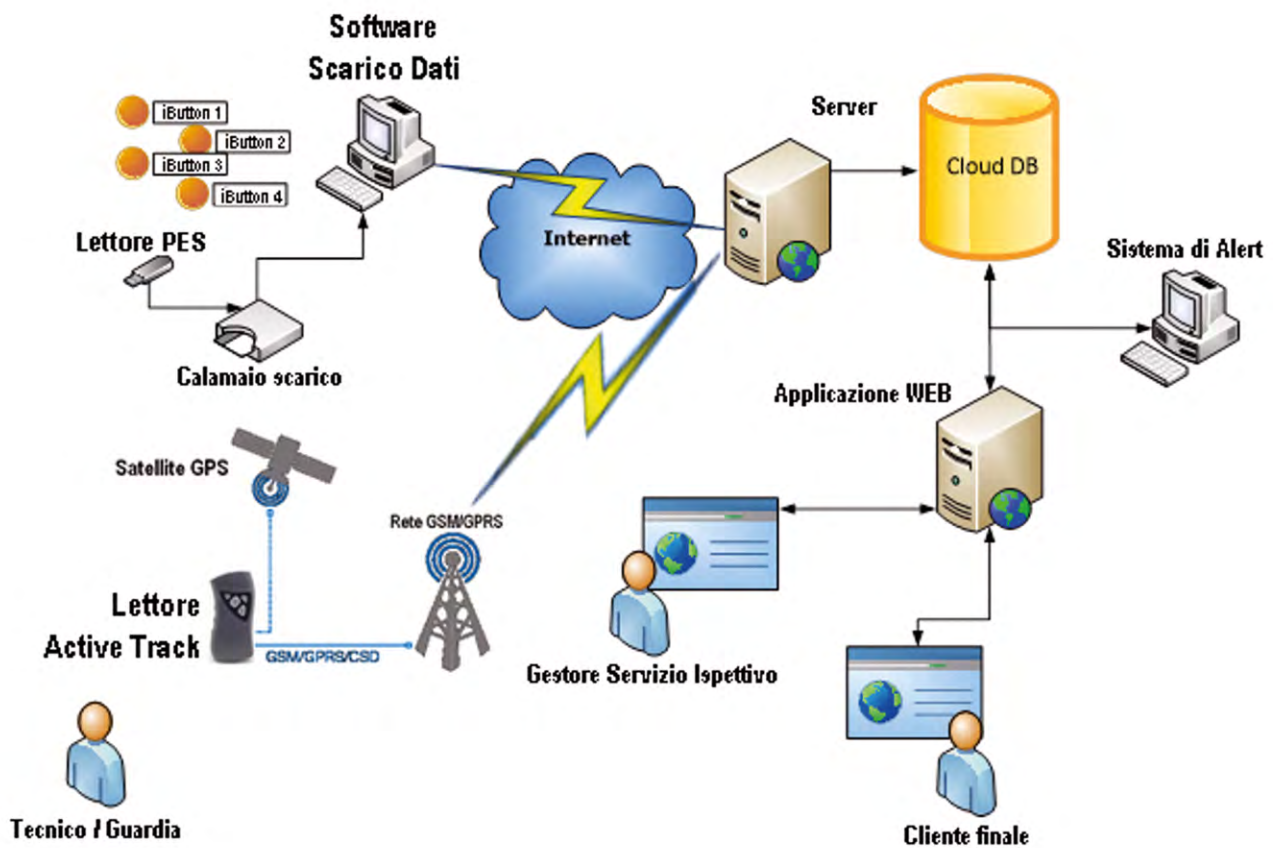 Software
Scarico Dati
iButton 1
iButton 2
iButton 3
iButton 4
Lettore PES
Calamaio scarico
Internet
Server
Cloud DB
Sistema di Alert
Applicazione WEB
Satellite GPS
Rete GSM/GPRS
Lettore
Active Track
GSM/GPRS/CSD
Gestore Servizio Ispettivo
Tecnico / Guardia
Cliente finale